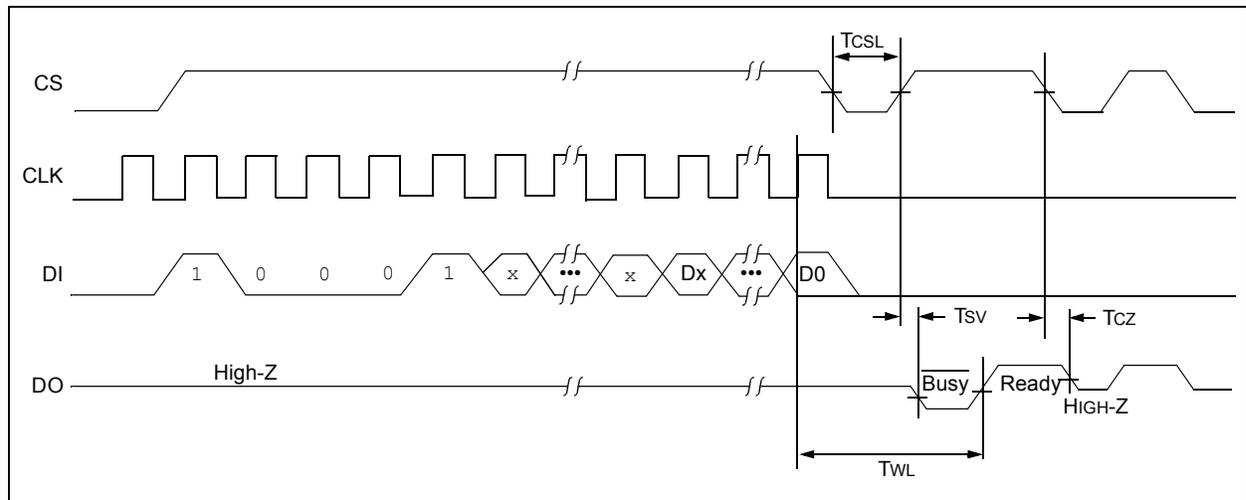 TCSL
CS
CLK
DI
1 0 0 0 1 x ••• x Dx ••• D0
TSV
TCZ
DO
High-Z
Busy
Ready
HIGH-Z
TWL